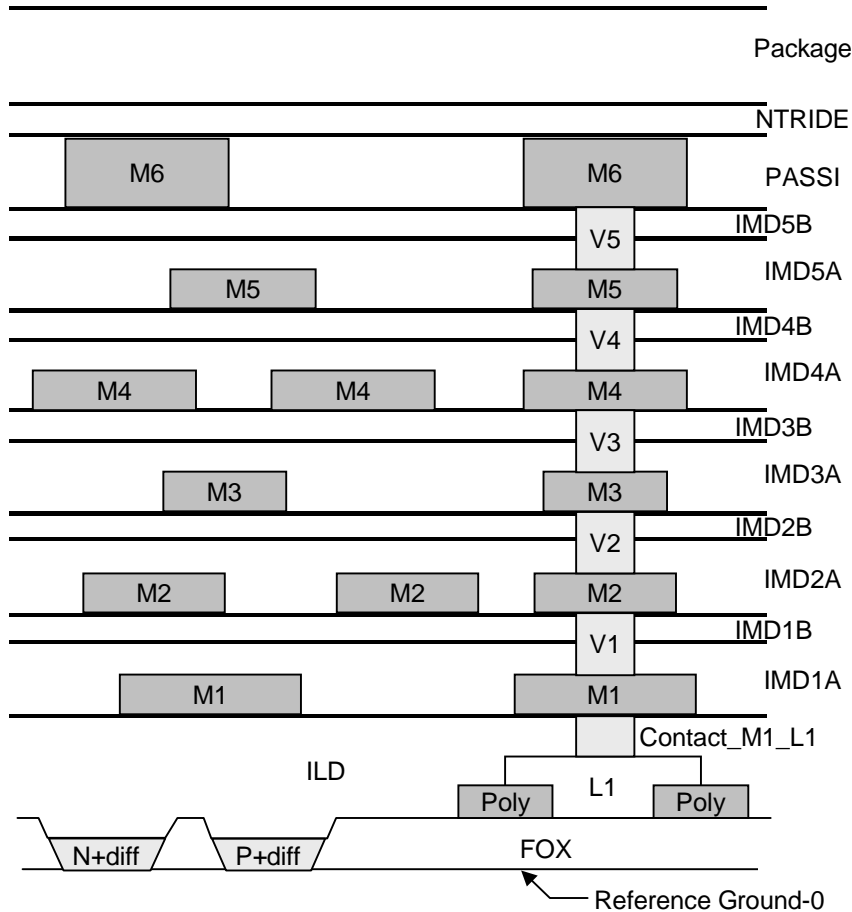 Package
NTRIDE
M6
M6
PASSI
IMD5B
V5
IMD5A
M5
M5
IMD4B
V4
IMD4A
M4
M4
M4
IMD3B
V3
IMD3A
M3
M3
IMD2B
V2
IMD2A
M2
M2
M2
IMD1B
V1
IMD1A
M1
M1
Contact_M1_L1
ILD
L1
Poly
Poly
N+diff
P+diff
FOX
Reference Ground-0